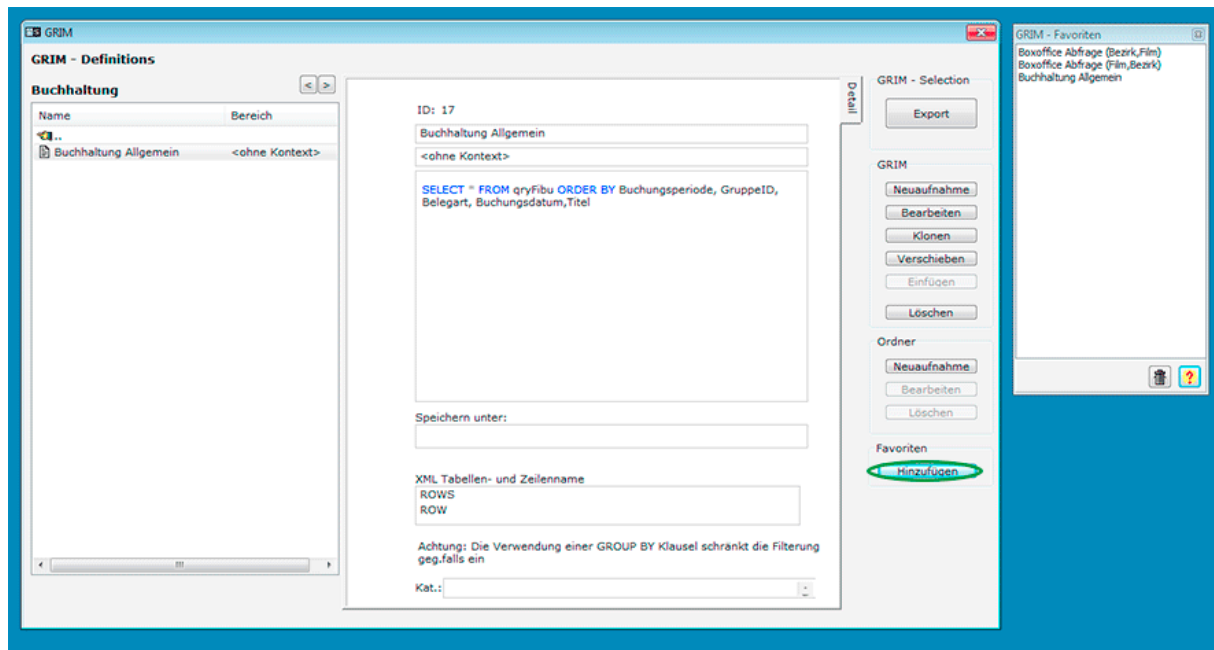 GRIM
GRIM - Definitions
Buchhaltung
< >
Name Bereich
..
Buchhaltung Allgemein <ohne Kontext>
Detail
ID: 17
Buchhaltung Allgemein
<ohne Kontext>
SELECT * FROM qryFibu ORDER BY Buchungsperiode, GruppeID,
Belegart, Buchungsdatum,Titel
Speichern unter:
XML Tabellen- und Zeilenname
ROWS
ROW
Achtung: Die Verwendung einer GROUP BY Klausel schränkt die Filterung
geg.falls ein
Kat.:
GRIM - Selection
Export
GRIM
Neuaufnahme
Bearbeiten
Klonen
Verschieben
Einfügen
Löschen
Ordner
Neuaufnahme
Bearbeiten
Löschen
Favoriten
Hinzufügen
GRIM - Favoriten
Boxoffice Abfrage (Bezirk,Film)
Boxoffice Abfrage (Film,Bezirk)
Buchhaltung Allgemein
?